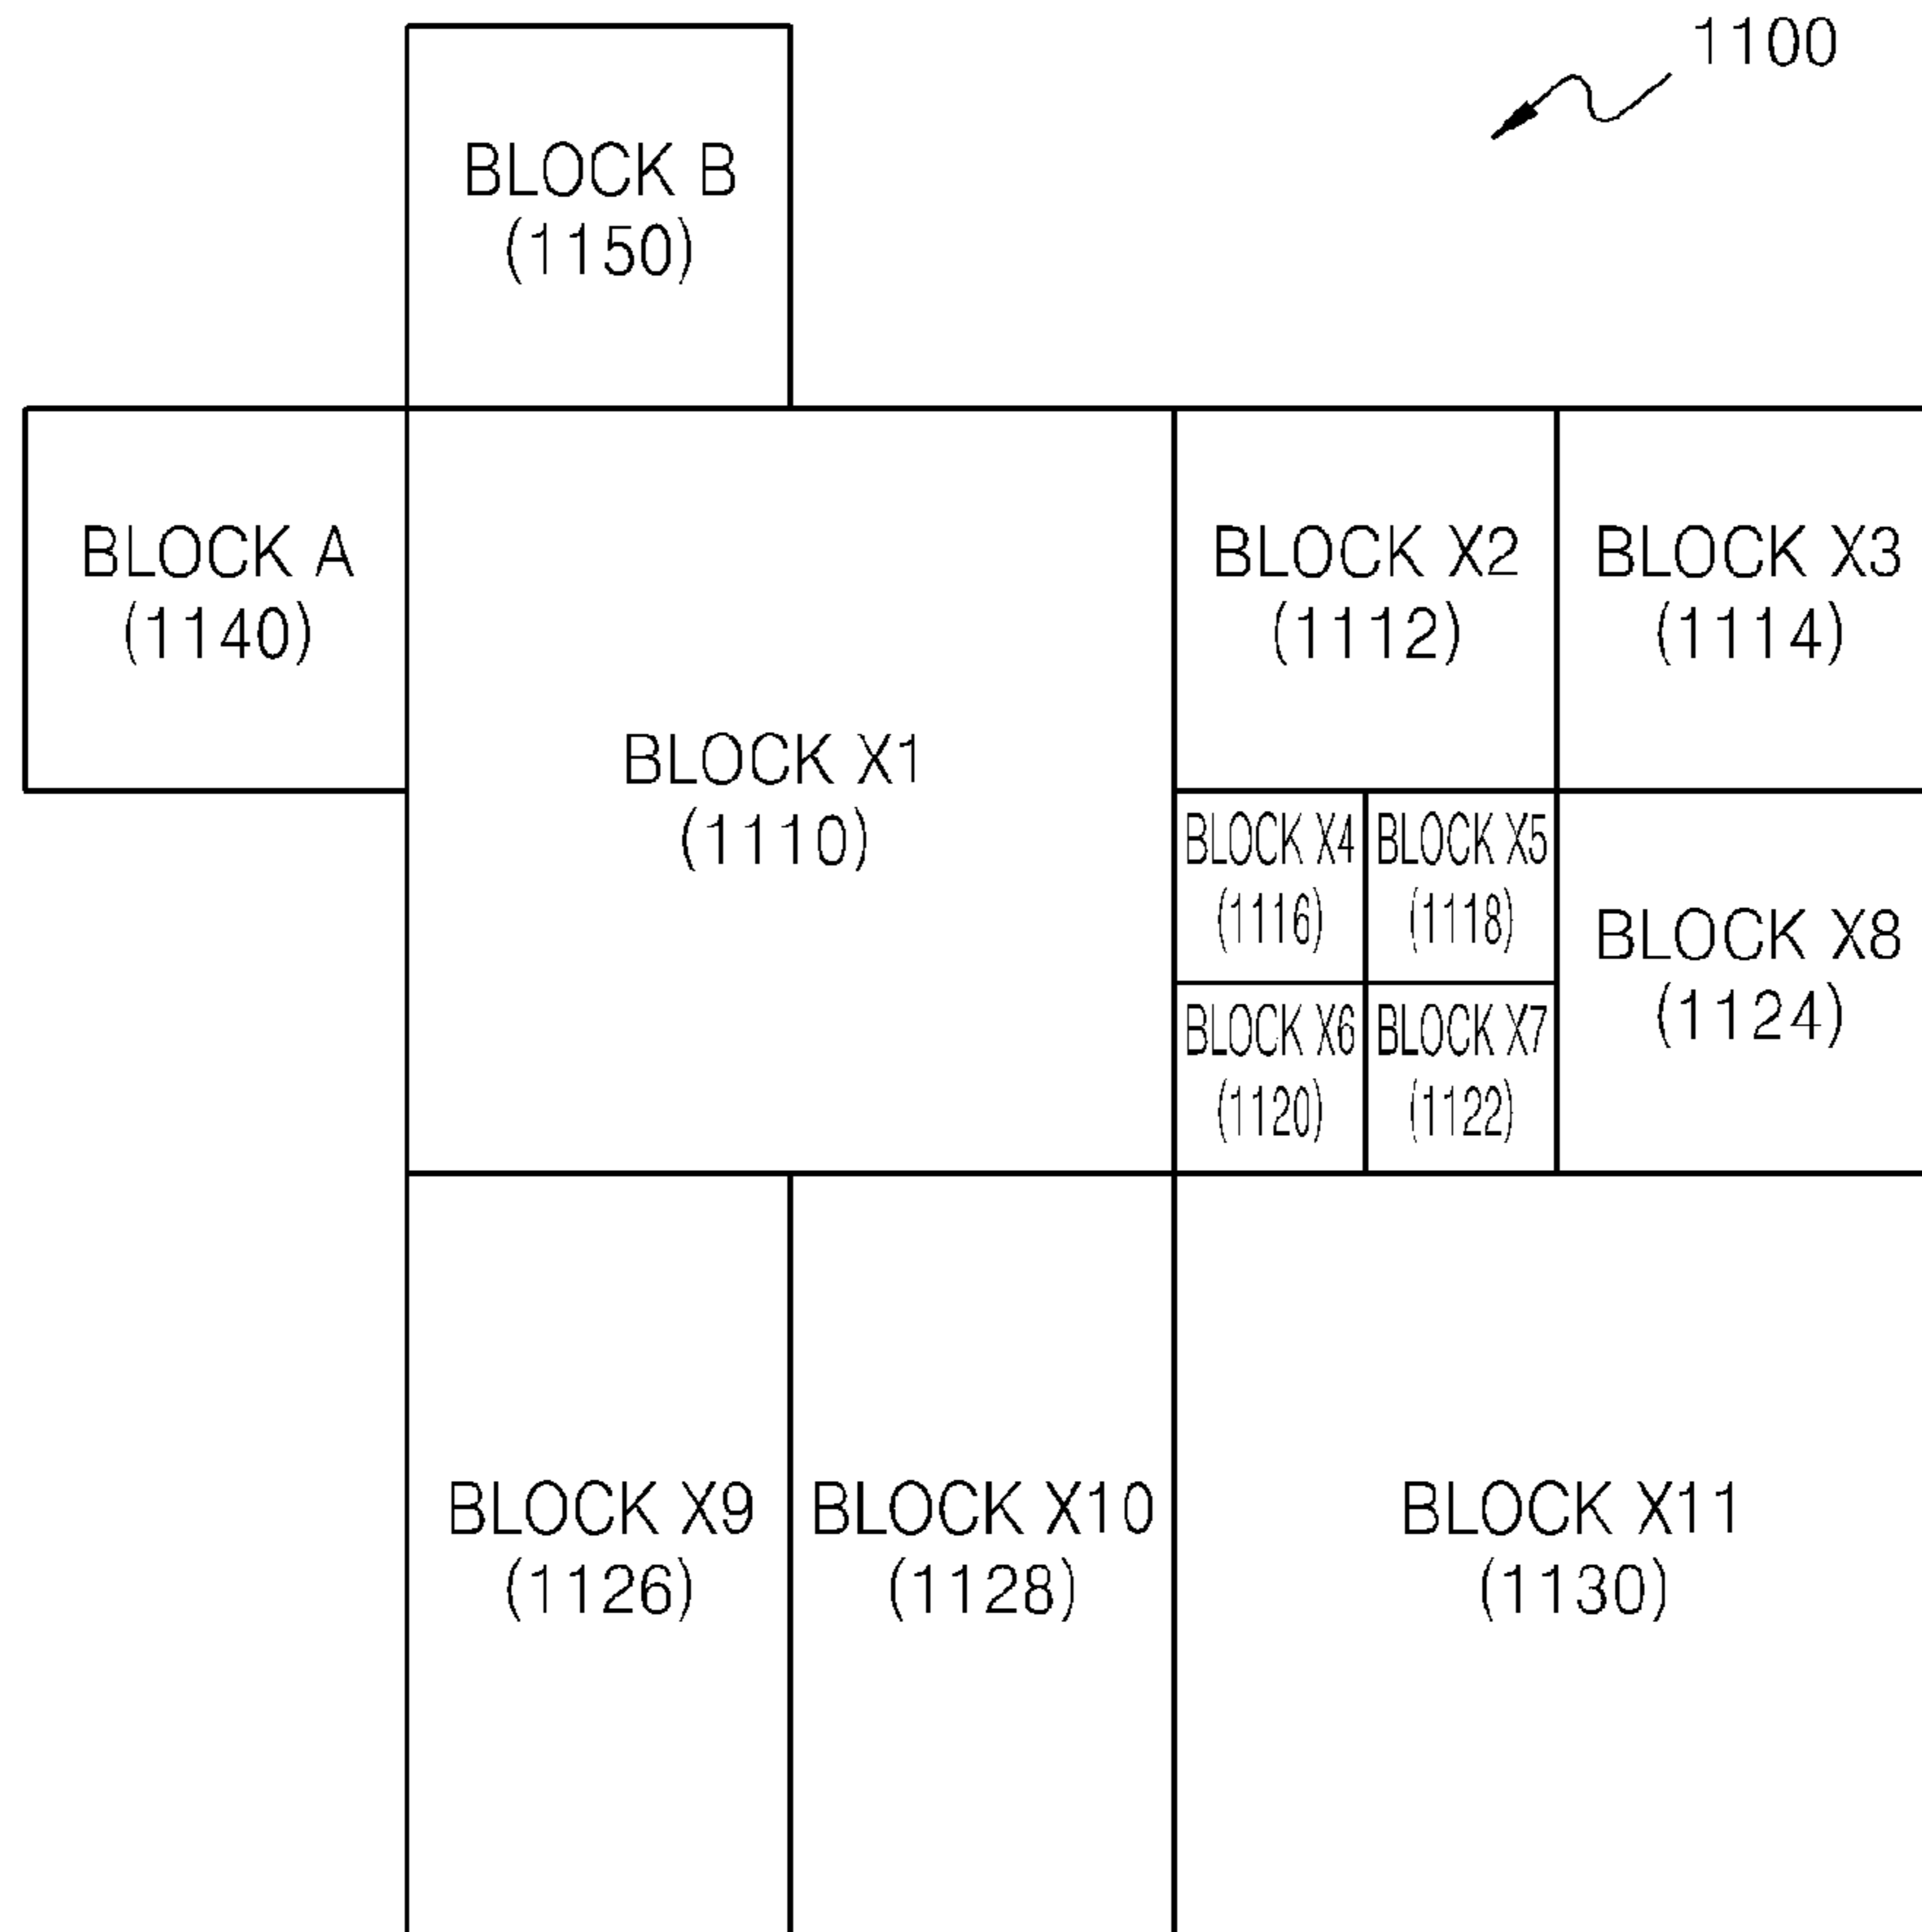 1100
BLOCK B
(1150)
BLOCK A
(1140)
BLOCK X1
(1110)
BLOCK X2
(1112)
BLOCK X3
(1114)
BLOCK X4
(1116)
BLOCK X5
(1118)
BLOCK X6
(1120)
BLOCK X7
(1122)
BLOCK X8
(1124)
BLOCK X9
(1126)
BLOCK X10
(1128)
BLOCK X11
(1130)